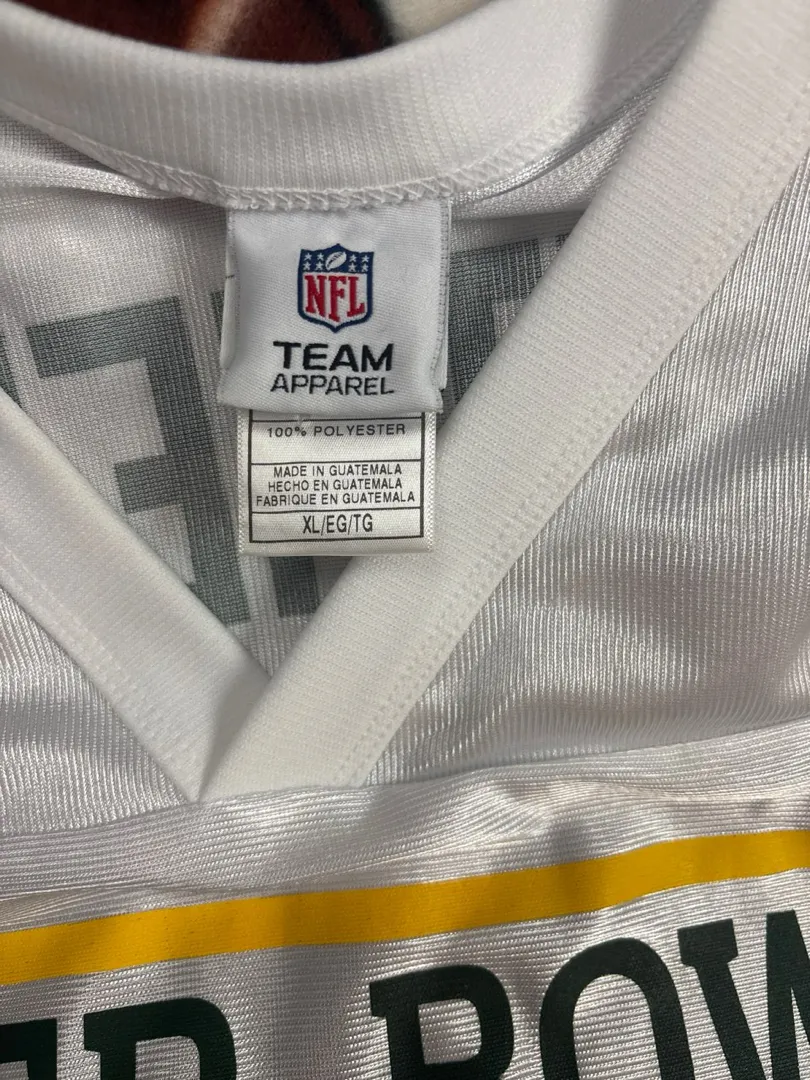 NFL
TEAM
APPAREL
100% POLYESTER
MADE IN GUATEMALA
HECHO EN GUATEMALA
FABRIQUE EN GUATEMALA
XL/EG/TG